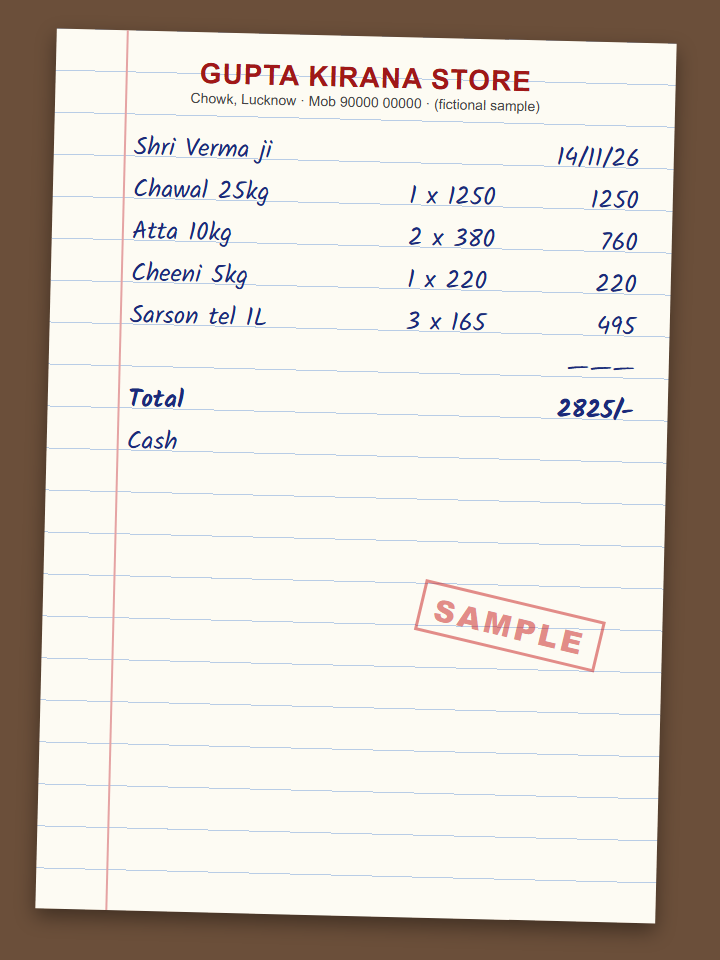 GUPTA KIRANA STORE
Chowk, Lucknow · Mob 90000 00000 · (fictional sample)
Shri Verma ji 14/11/26
Chawal 25kg 1 x 1250 1250
Atta 10kg 2 x 380 760
Cheeni 5kg 1 x 220 220
Sarson tel 1L 3 x 165 495
———
Total 2825/-
Cash
SAMPLE